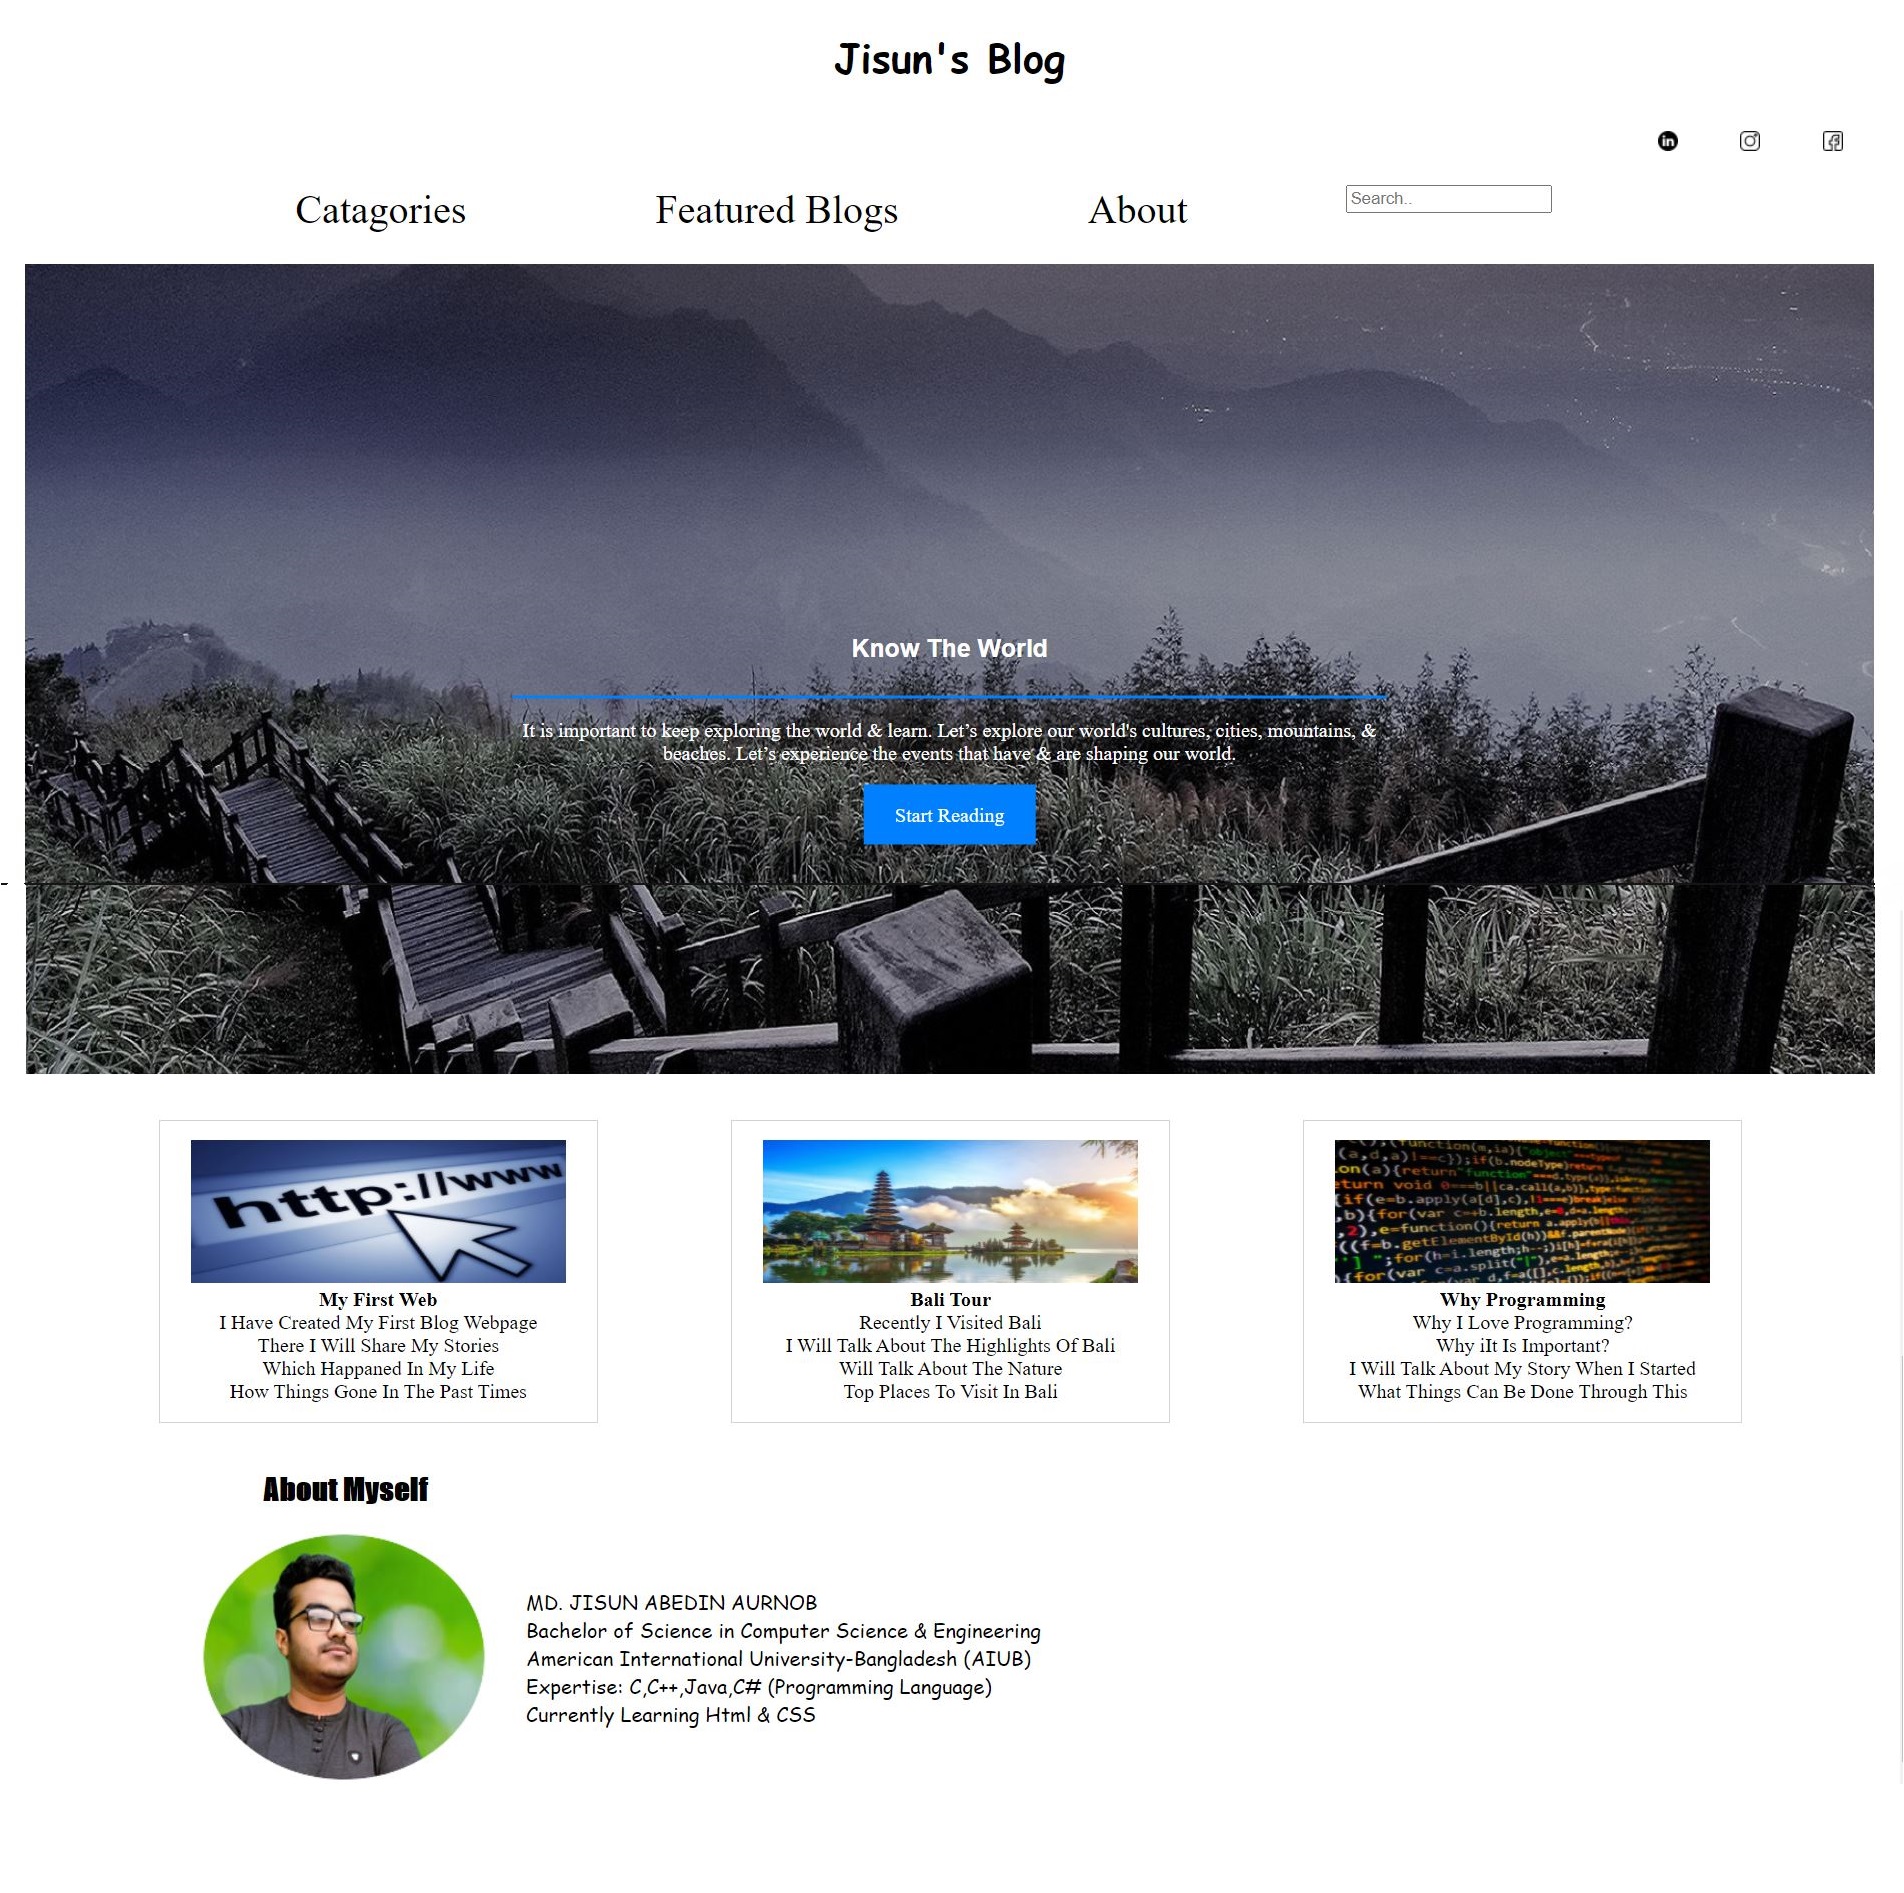 Jisun's Blog
in
Catagories
Featured Blogs
About
Search..
Know The World
It is important to keep exploring the world & learn. Let’s explore our world's cultures, cities, mountains, &
beaches. Let’s experience the events that have & are shaping our world.
Start Reading
http://www
My First Web
I Have Created My First Blog Webpage
There I Will Share My Stories
Which Happaned In My Life
How Things Gone In The Past Times
Bali Tour
Recently I Visited Bali
I Will Talk About The Highlights Of Bali
Will Talk About The Nature
Top Places To Visit In Bali
Why Programming
Why I Love Programming?
Why iIt Is Important?
I Will Talk About My Story When I Started
What Things Can Be Done Through This
About Myself
MD. JISUN ABEDIN AURNOB
Bachelor of Science in Computer Science & Engineering
American International University-Bangladesh (AIUB)
Expertise: C,C++,Java,C# (Programming Language)
Currently Learning Html & CSS